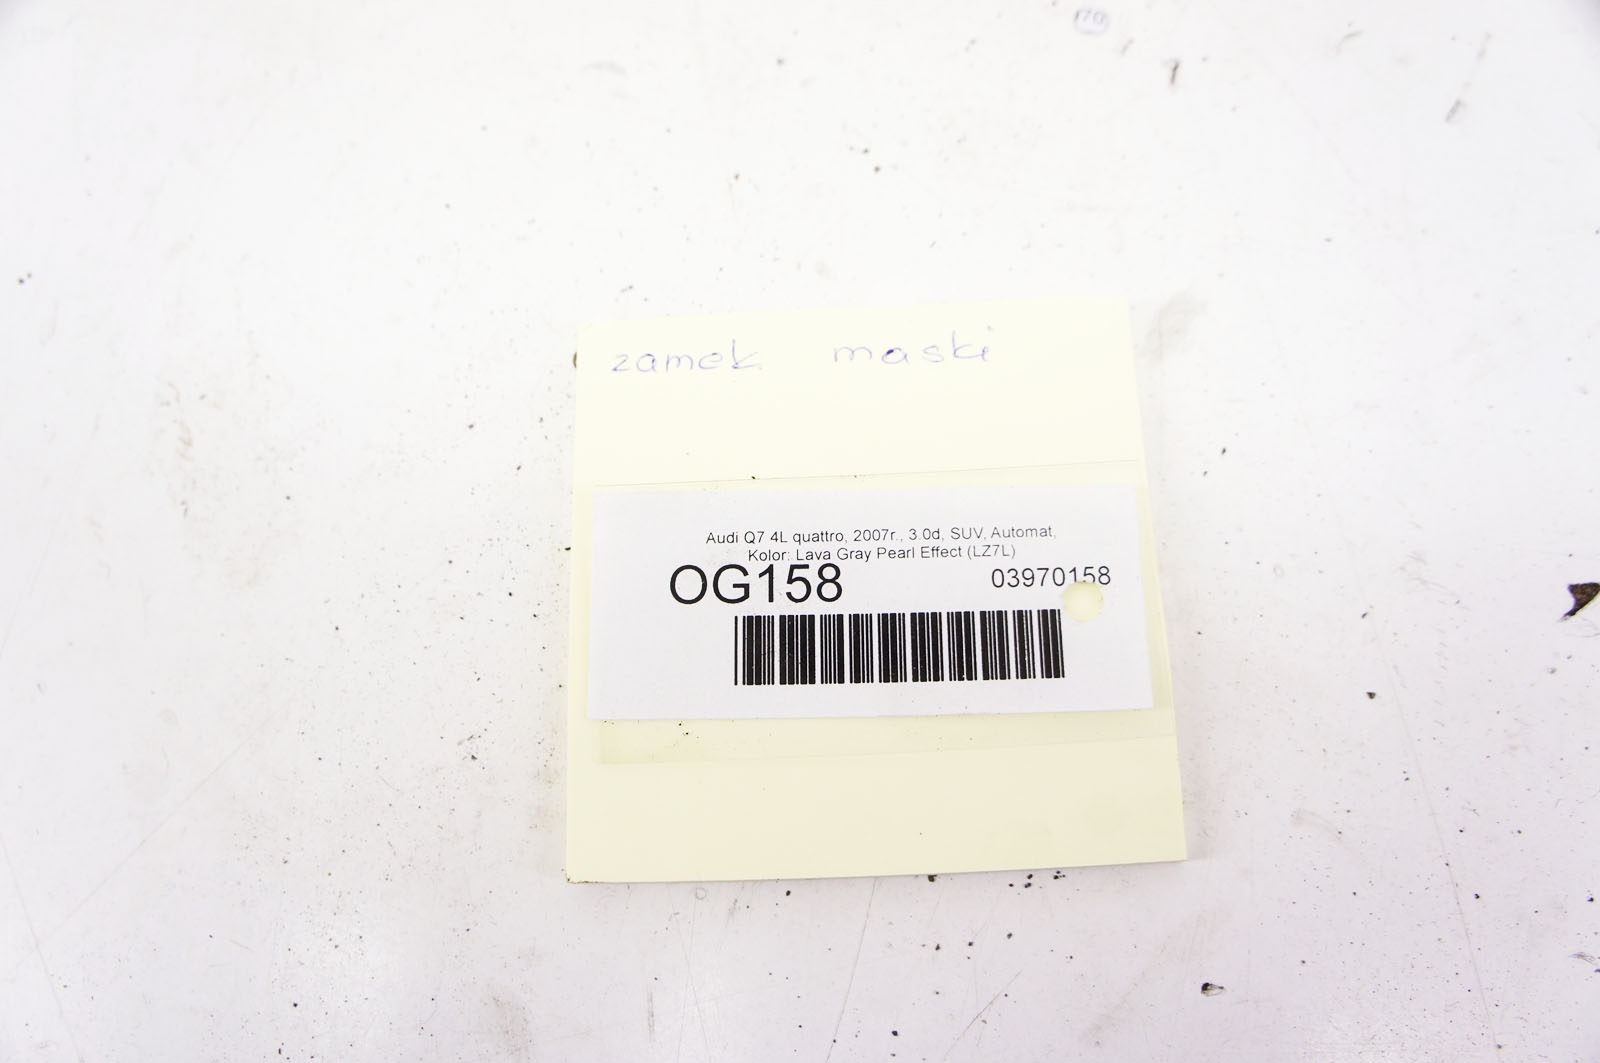 zamek maski
Audi Q7 4L quattro, 2007r., 3.0d, SUV, Automat,
Kolor: Lava Gray Pearl Effect (LZ7L)
OG158 03970158